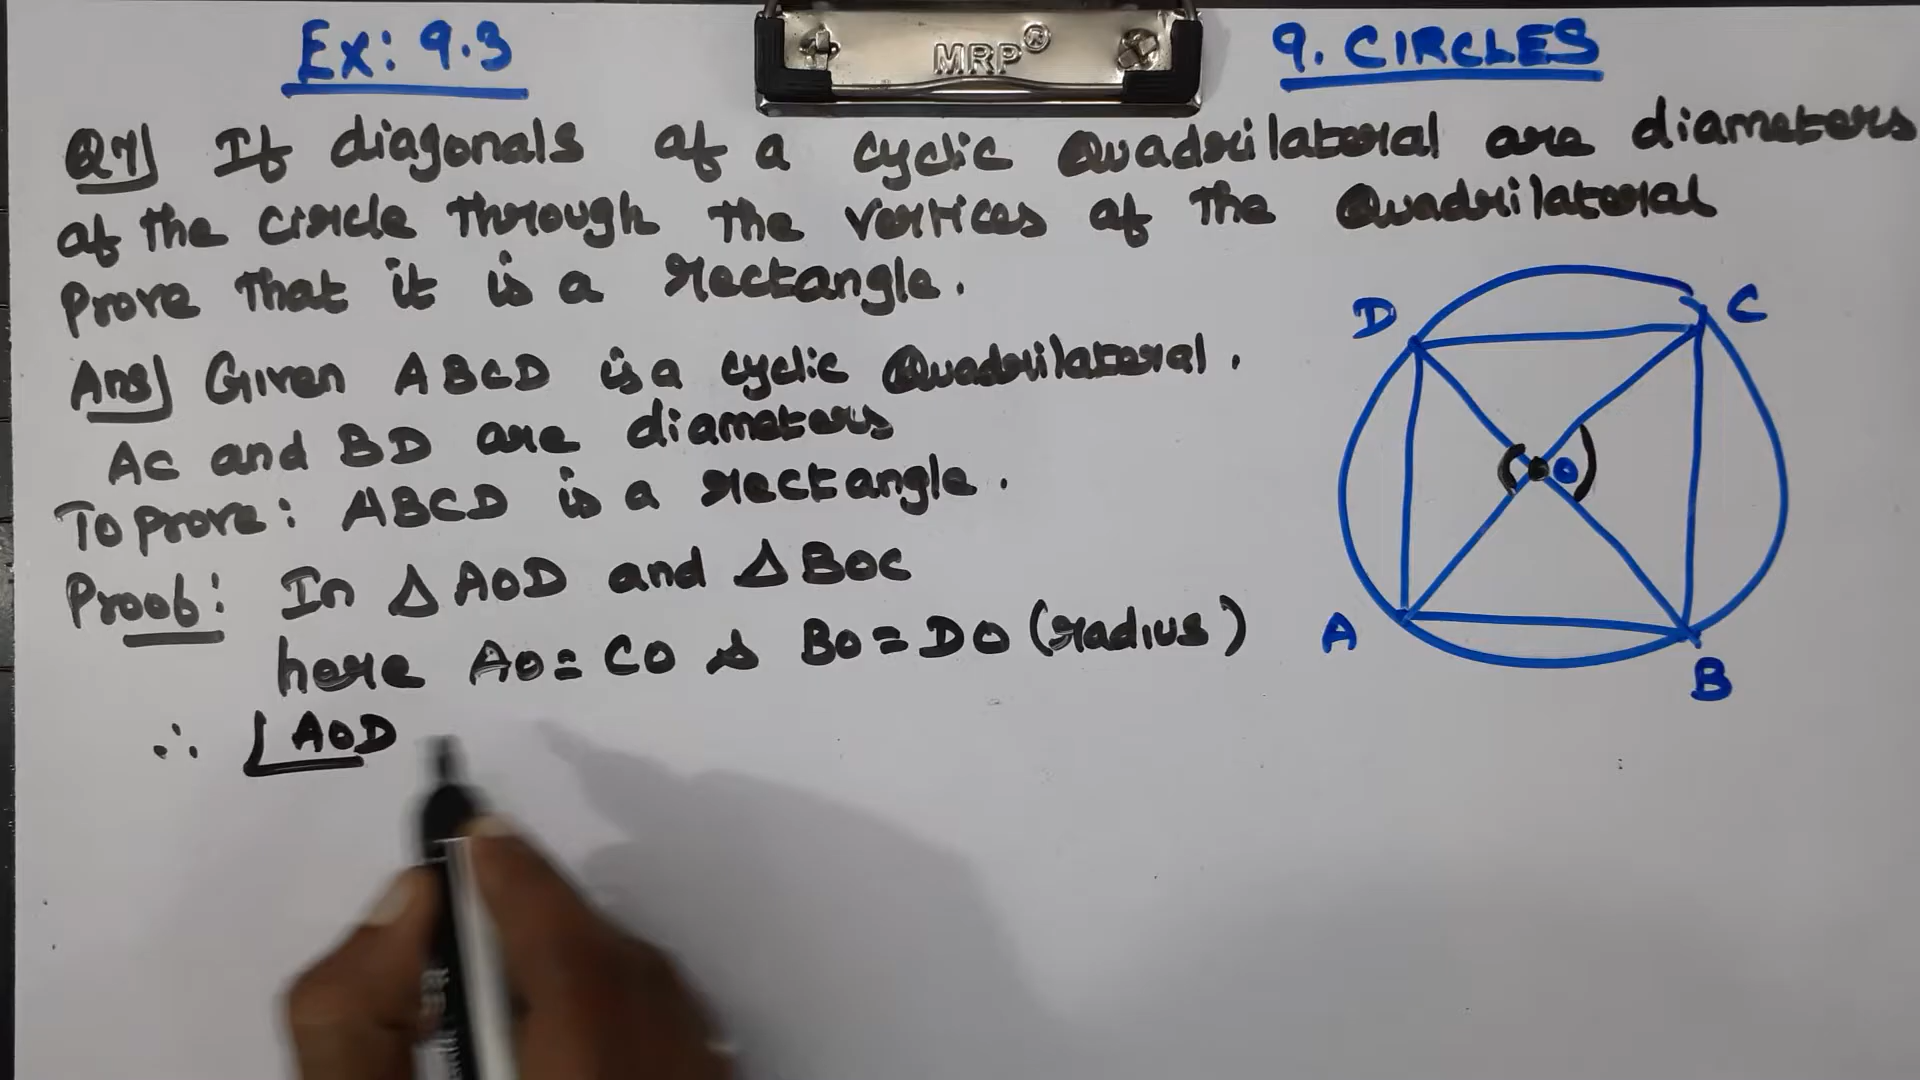 Ex: 9.3
MRP®
9. CIRCLES
Q7] If diagonals of a cyclic Quadrilateral are diameters
of the circle through the vertices of the Quadrilateral
Prove that it is a rectangle.
Ans] Given ABCD is a cyclic Quadrilateral.
AC and BD are diameters
To prove: ABCD is a rectangle.
Proof: In △AOD and △BOC
here AO = CO & BO = DO (radius)
∴ ∠AOD
D
C
O
A
B